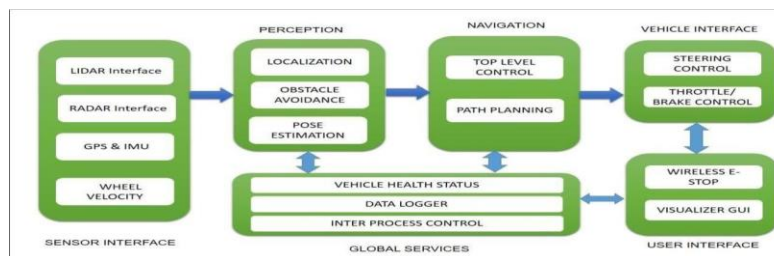 PERCEPTION
NAVIGATION
VEHICLE INTERFACE
LIDAR Interface
RADAR Interface
GPS & IMU
WHEEL
VELOCITY
SENSOR INTERFACE
LOCALIZATION
OBSTACLE
AVOIDANCE
POSE
ESTIMATION
TOP LEVEL
CONTROL
PATH PLANNING
STEERING
CONTROL
THROTTLE/
BRAKE CONTROL
VEHICLE HEALTH STATUS
DATA LOGGER
INTER PROCESS CONTROL
GLOBAL SERVICES
WIRELESS E-
STOP
VISUALIZER GUI
USER INTERFACE